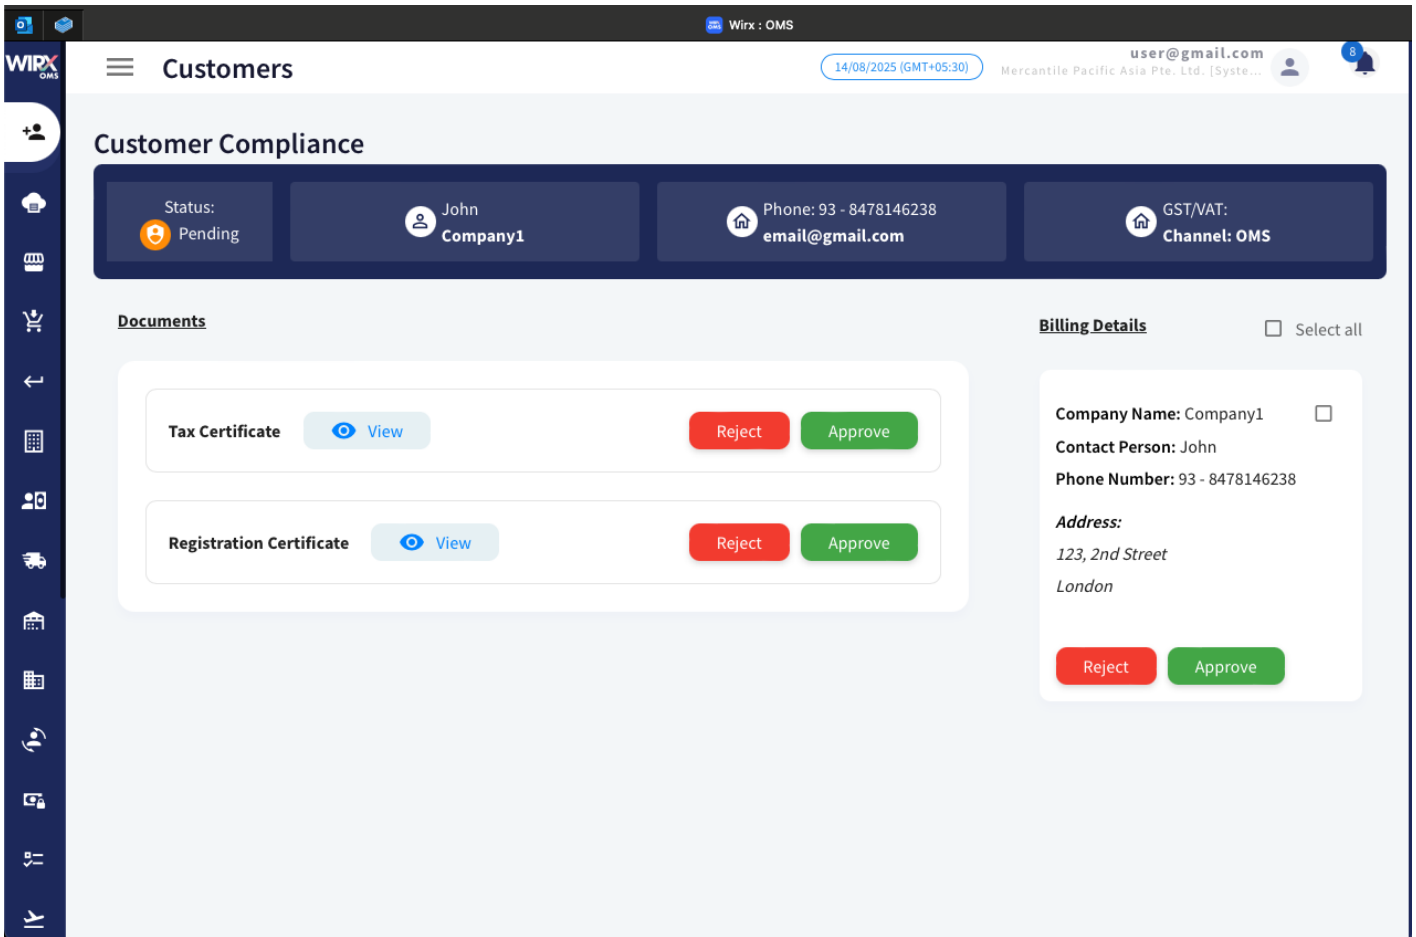 Wirx : OMS
WIRX
OMS
Customers
14/08/2025 (GMT+05:30)
user@gmail.com
Mercantile Pacific Asia Pte. Ltd. [Syste...
8
Customer Compliance
Status:
Pending
John
Company1
Phone: 93 - 8478146238
email@gmail.com
GST/VAT:
Channel: OMS
Documents
Tax Certificate View Reject Approve
Registration Certificate View Reject Approve
Billing Details
Select all
Company Name: Company1
Contact Person: John
Phone Number: 93 - 8478146238
Address:
123, 2nd Street
London
Reject Approve